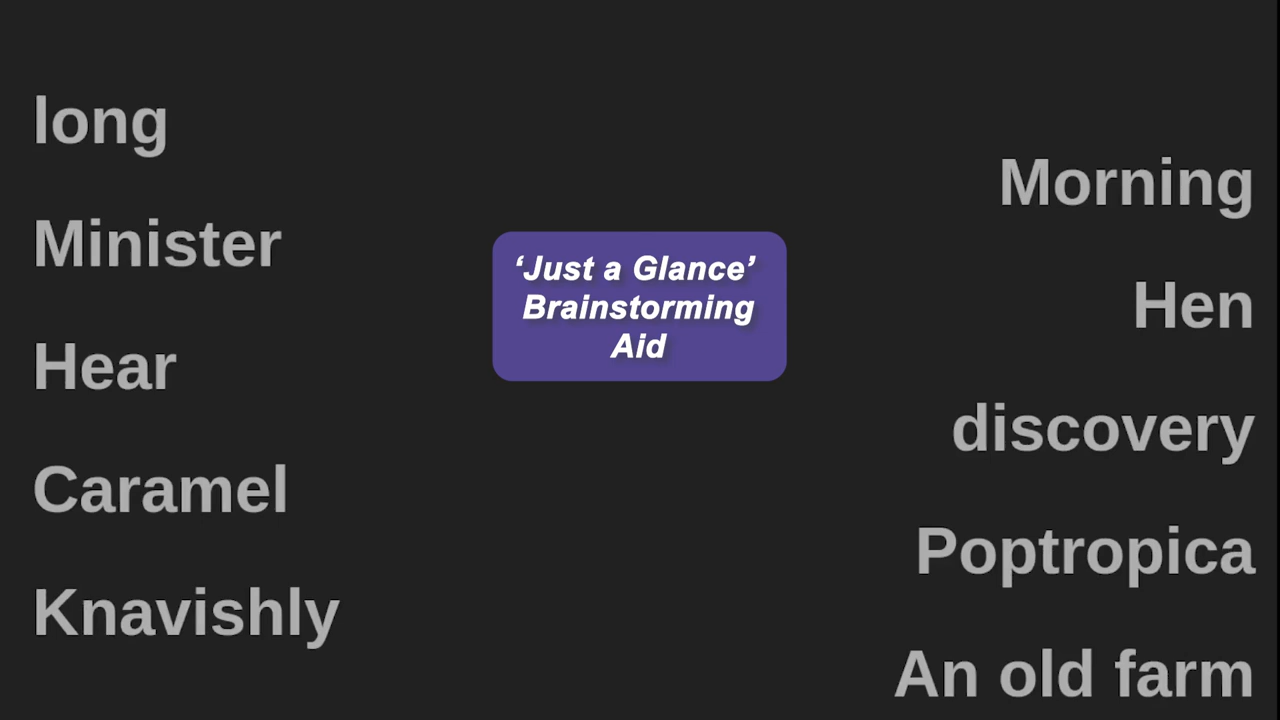 long
Minister
Hear
Caramel
Knavishly
‘Just a Glance’
Brainstorming
Aid
Morning
Hen
discovery
Poptropica
An old farm